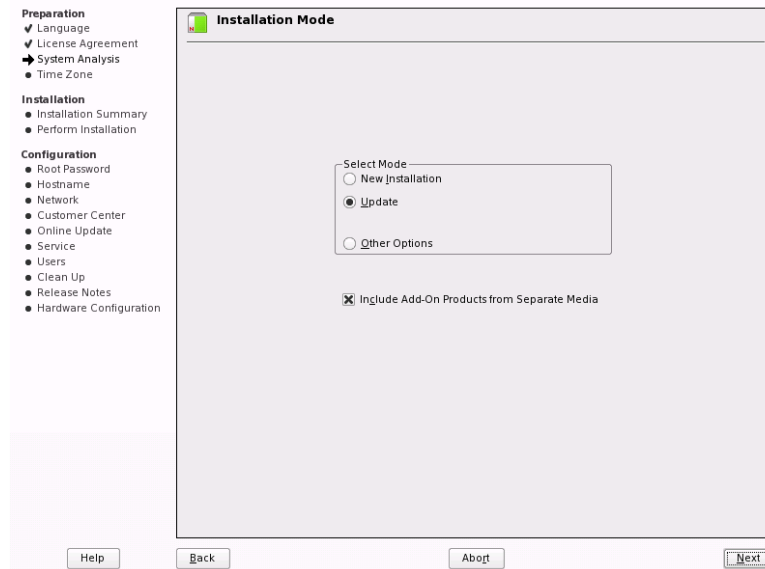 Preparation
Language
License Agreement
System Analysis
Time Zone
Installation
Installation Summary
Perform Installation
Configuration
Root Password
Hostname
Network
Customer Center
Online Update
Service
Users
Clean Up
Release Notes
Hardware Configuration
N
Installation Mode
Select Mode
New Installation
Update
Other Options
Include Add-On Products from Separate Media
Help
Back
Abort
Next